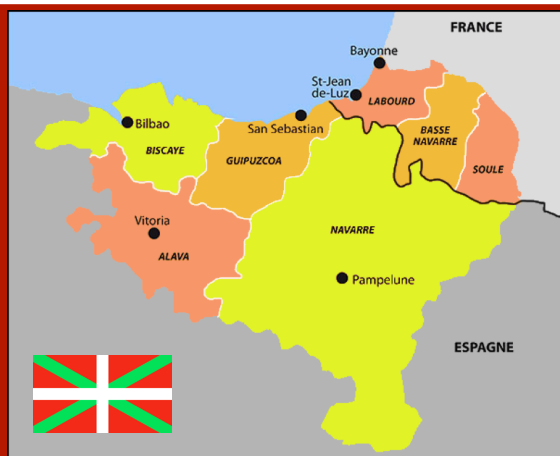 FRANCE
Bayonne
St-Jean
de-Luz
LABOURD
Bilbao
San Sebastian
BASSE
NAVARRE
BISCAYE
GUIPUZCOA
SOULE
Vitoria
NAVARRE
ALAVA
Pampelune
ESPAGNE